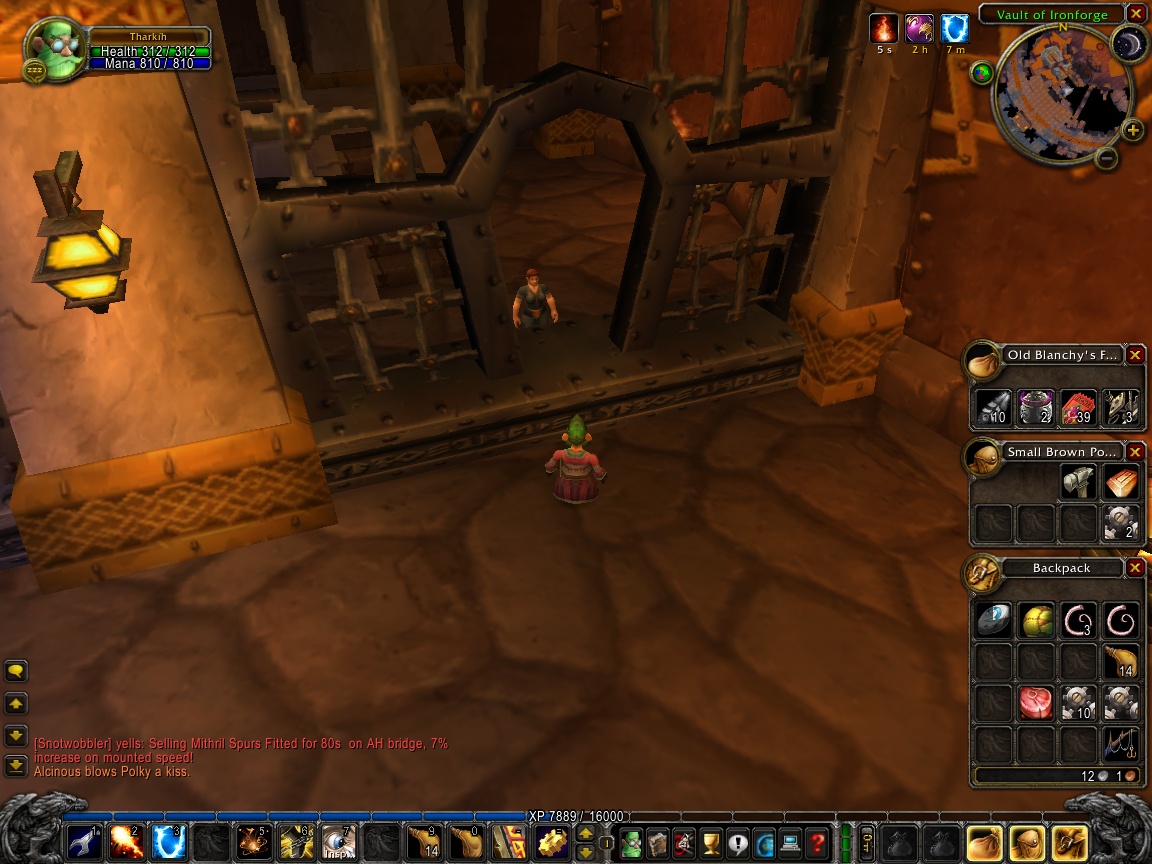 Tharkih
Health 312 / 312
Mana 810 / 810
zzz
5 s
2 h
7 m
Vault of Ironforge
N
Old Blanchy's F...
10
2
39
3
Small Brown Po...
2
Backpack
3
14
10
12
1
[Snotwobbler] yells: Selling Mithril Spurs Fitted for 80s on AH bridge, 7%
increase on mounted speed!
Alcinous blows Polky a kiss.
XP 7889 / 16000
1
2
3
5
6
7
9
0
14
1